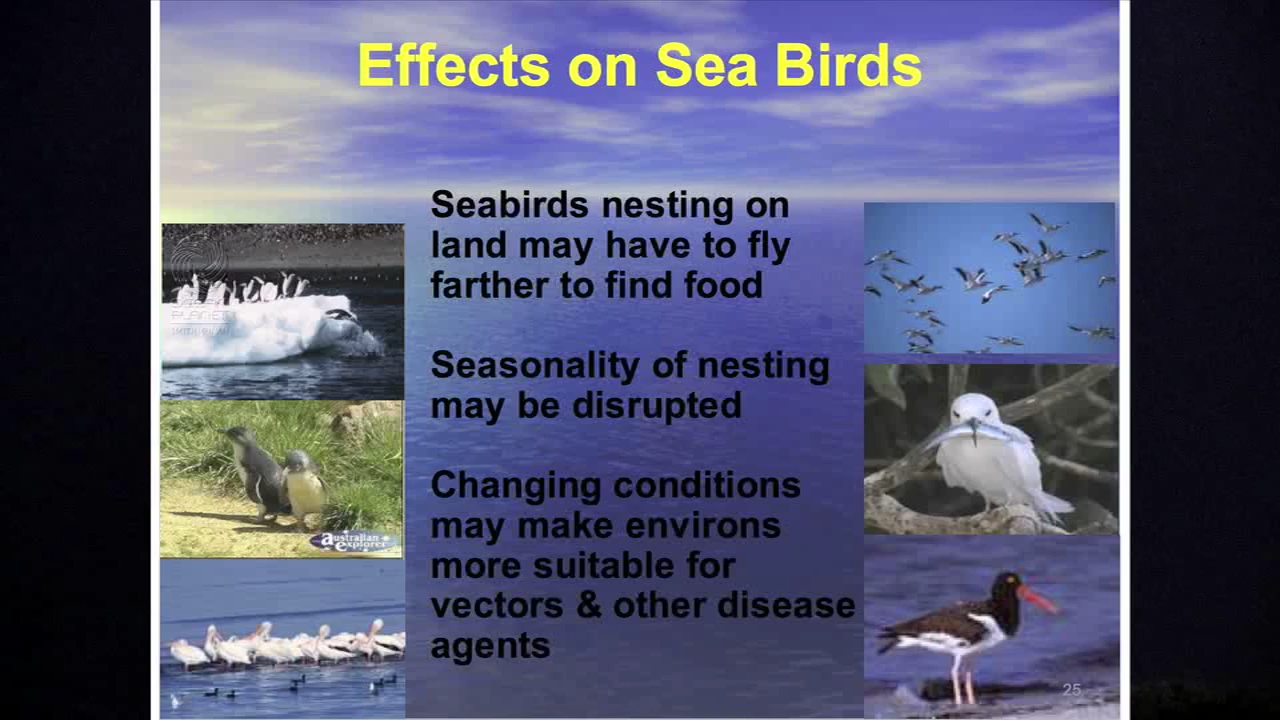 Effects on Sea Birds
Seabirds nesting on
land may have to fly
farther to find food
Seasonality of nesting
may be disrupted
Changing conditions
may make environs
more suitable for
vectors & other disease
agents
australian
explorer
25